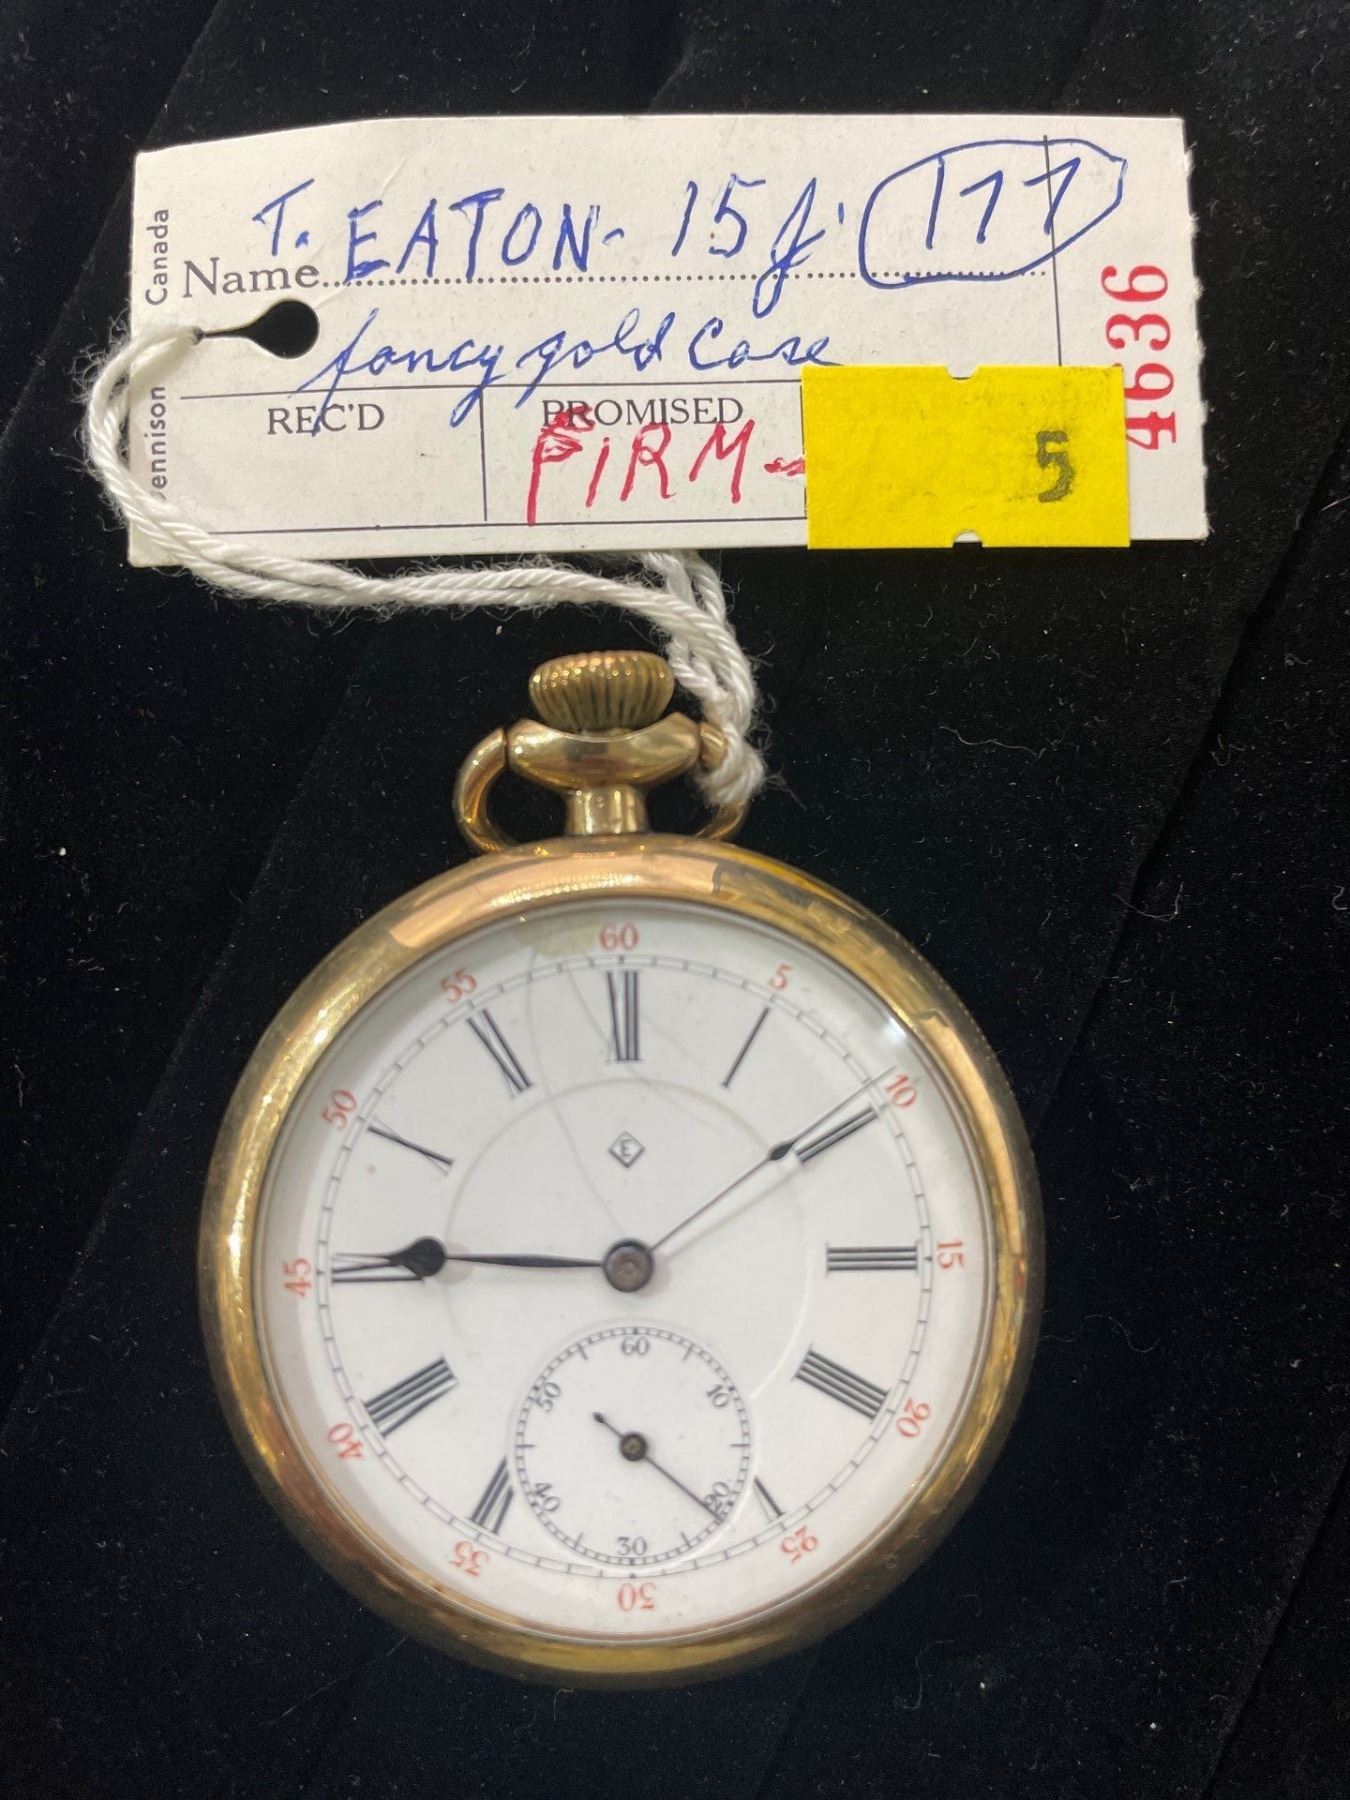 T. EATON - 15 j. 177
Name
fancy gold case
REC'D PROMISED
FIRM - 5
Canada
ennison
4636
60
5
10
15
20
25
30
35
40
45
50
55
XII
I
II
III
IIII
V
VII
VIII
IX
X
XI
E
60
10
20
30
40
50